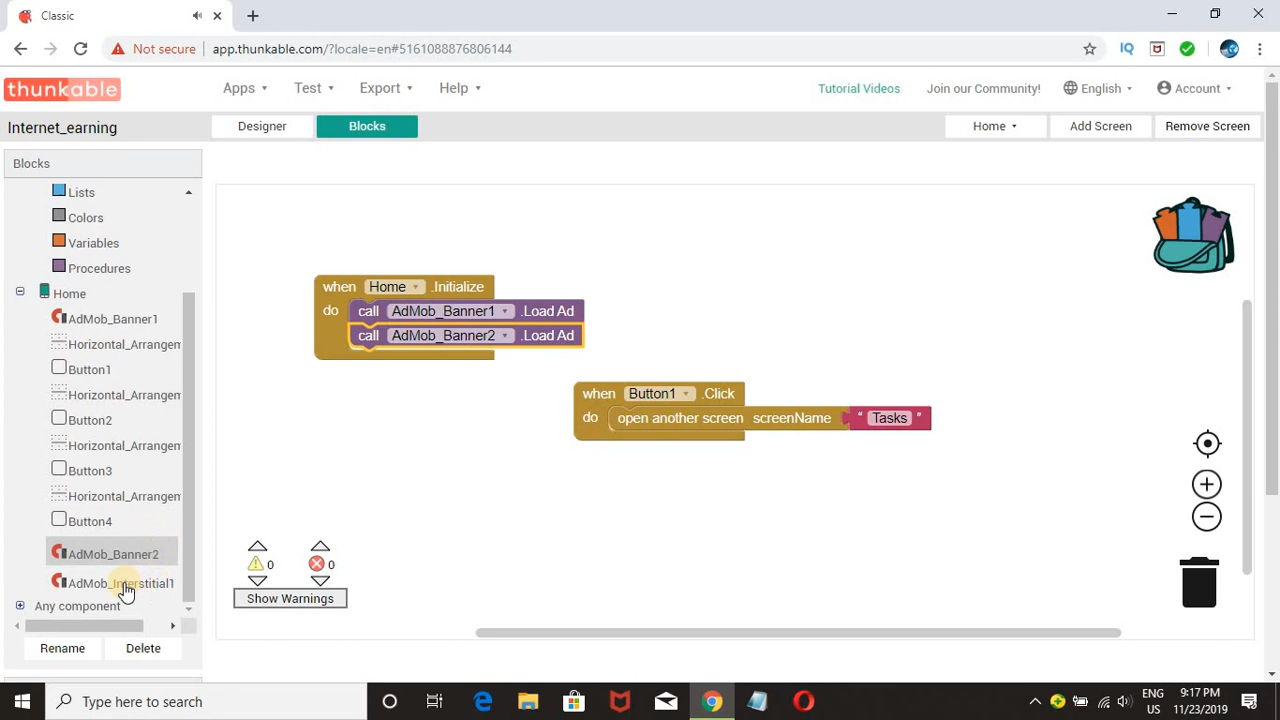 Classic
Not secure app.thunkable.com/?locale=en#5161088876806144
thunkable Apps Test Export Help Tutorial Videos Join our Community! English Account
Internet_earning Designer Blocks Home Add Screen Remove Screen
Blocks
Lists
Colors
Variables
Procedures
Home
AdMob_Banner1
Horizontal_Arrangem
Button1
Horizontal_Arrangem
Button2
Horizontal_Arrangem
Button3
Horizontal_Arrangem
Button4
AdMob_Banner2
AdMob_Interstitial1
Any component
Rename Delete
when Home .Initialize
do call AdMob_Banner1 .Load Ad
call AdMob_Banner2 .Load Ad
when Button1 .Click
do open another screen screenName “ Tasks ”
0 0
Show Warnings
Type here to search
ENG
US
9:17 PM
11/23/2019